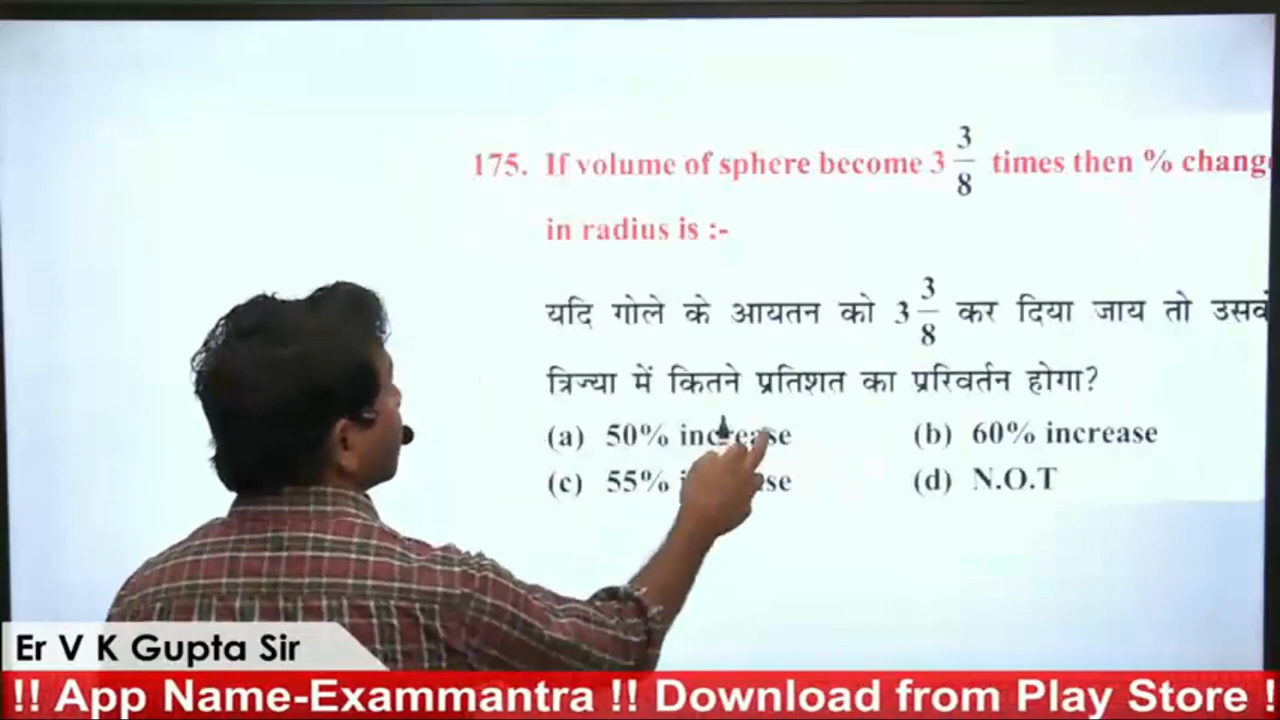 175. If volume of sphere become 3 3/8 times then % change
in radius is :-
यदि गोले के आयतन को 3 3/8 कर दिया जाय तो
त्रिज्या में कितने प्रतिशत का प्ररिवर्तन होगा?
(a) 50% increase (b) 60% increase
(c) 55% (d) N.O.T
Er V K Gupta Sir
!! App Name-Exammantra !! Download from Play Store !